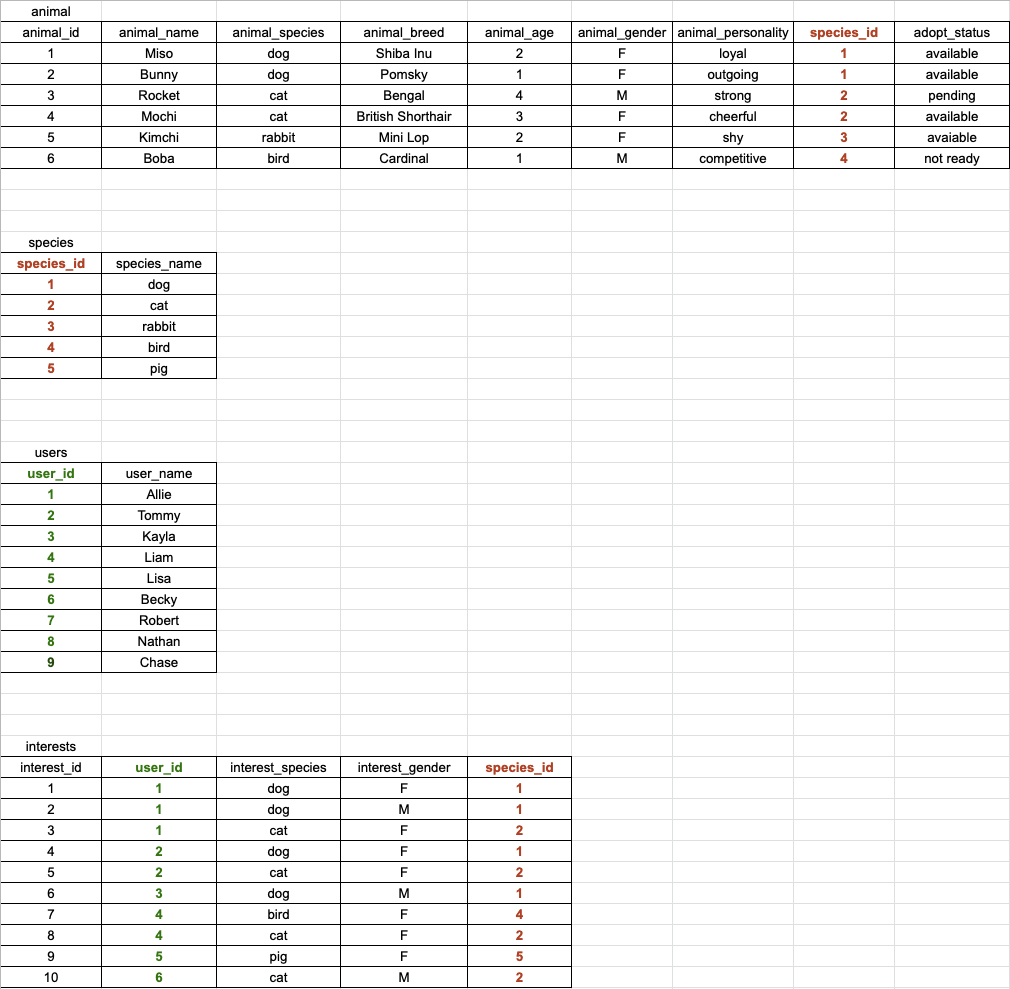 animal
animal_id animal_name animal_species animal_breed animal_age animal_gender animal_personality species_id adopt_status
1 Miso dog Shiba Inu 2 F loyal 1 available
2 Bunny dog Pomsky 1 F outgoing 1 available
3 Rocket cat Bengal 4 M strong 2 pending
4 Mochi cat British Shorthair 3 F cheerful 2 available
5 Kimchi rabbit Mini Lop 2 F shy 3 avaiable
6 Boba bird Cardinal 1 M competitive 4 not ready
species
species_id species_name
1 dog
2 cat
3 rabbit
4 bird
5 pig
users
user_id user_name
1 Allie
2 Tommy
3 Kayla
4 Liam
5 Lisa
6 Becky
7 Robert
8 Nathan
9 Chase
interests
interest_id user_id interest_species interest_gender species_id
1 1 dog F 1
2 1 dog M 1
3 1 cat F 2
4 2 dog F 1
5 2 cat F 2
6 3 dog M 1
7 4 bird F 4
8 4 cat F 2
9 5 pig F 5
10 6 cat M 2